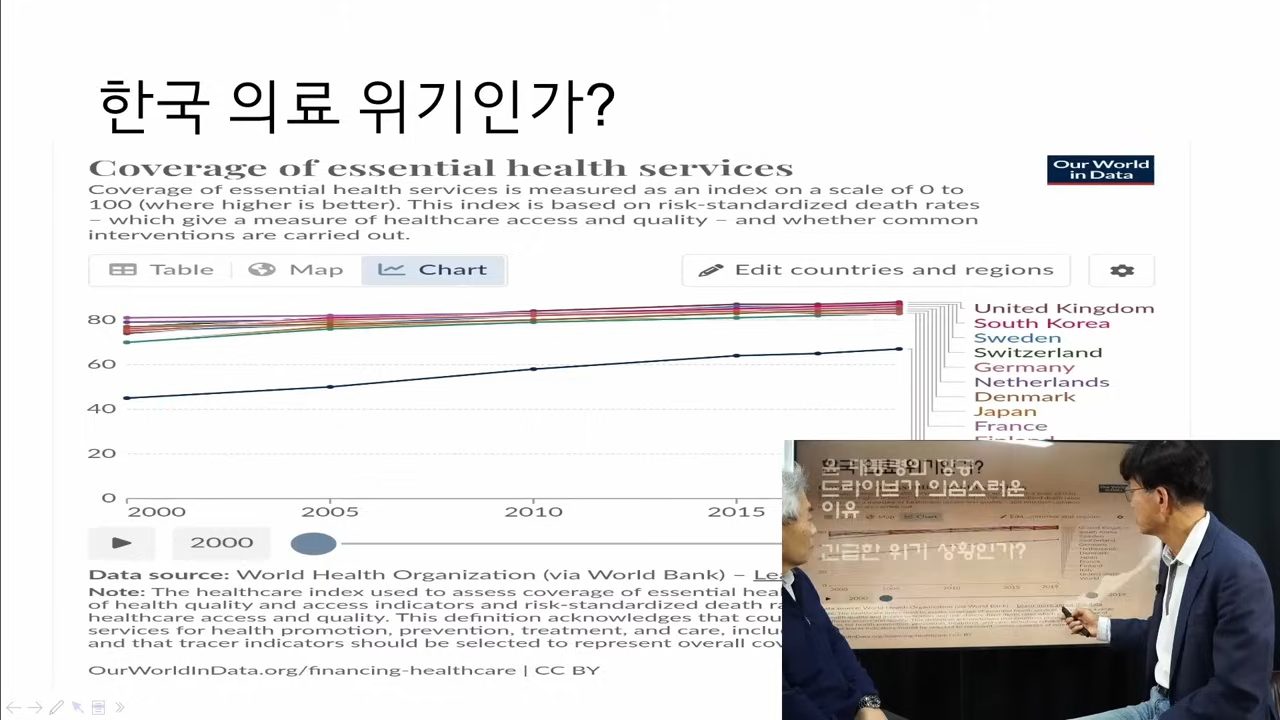 한국 의료 위기인가?
Coverage of essential health services
Our World
in Data
Coverage of essential health services is measured as an index on a scale of 0 to
100 (where higher is better). This index is based on risk-standardized death rates
– which give a measure of healthcare access and quality – and whether common
interventions are carried out.
Table Map Chart
Edit countries and regions
80
60
40
20
0
2000 2005 2010 2015
United Kingdom
South Korea
Sweden
Switzerland
Germany
Netherlands
Denmark
Japan
France
2000
Data source: World Health Organization (via World Bank) –
Note: The healthcare index used to assess coverage of essential
of health quality and access indicators and risk-standardized death
healthcare access and quality. This definition acknowledges that
services for health promotion, prevention, treatment, and care,
and that tracer indicators should be selected to represent overall
OurWorldInData.org/financing-healthcare | CC BY
한국 의료 위기인가?
드라이브가 의심스러운
이유
긴급한 위기 상황인가?